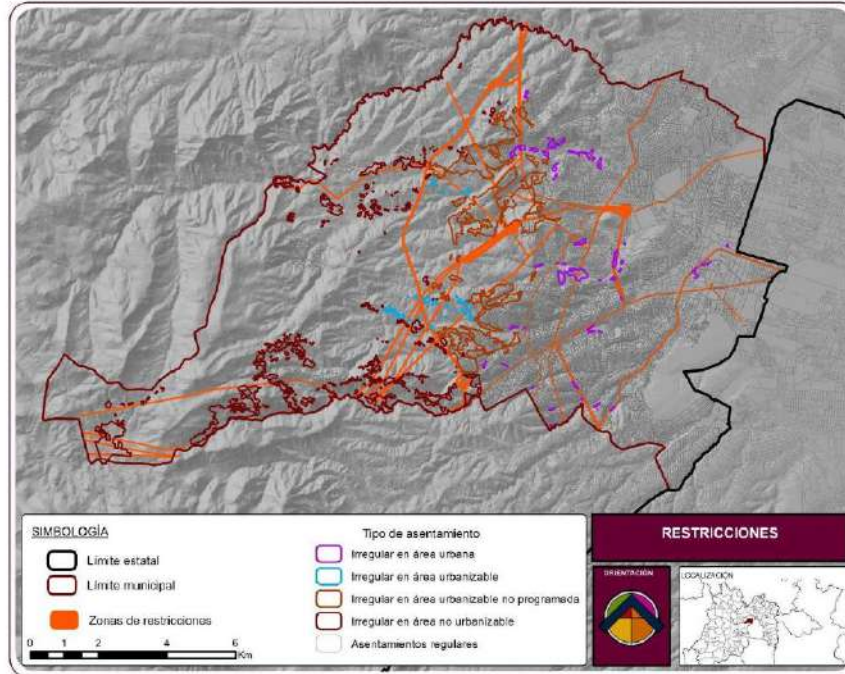 SIMBOLOGÍA
Límite estatal
Límite municipal
Zonas de restricciones
0 1 2 4 6
Km
Tipo de asentamiento
Irregular en área urbana
Irregular en área urbanizable
Irregular en área urbanizable no programada
Irregular en área no urbanizable
Asentamientos regulares
RESTRICCIONES
ORIENTACIÓN
LOCALIZACIÓN